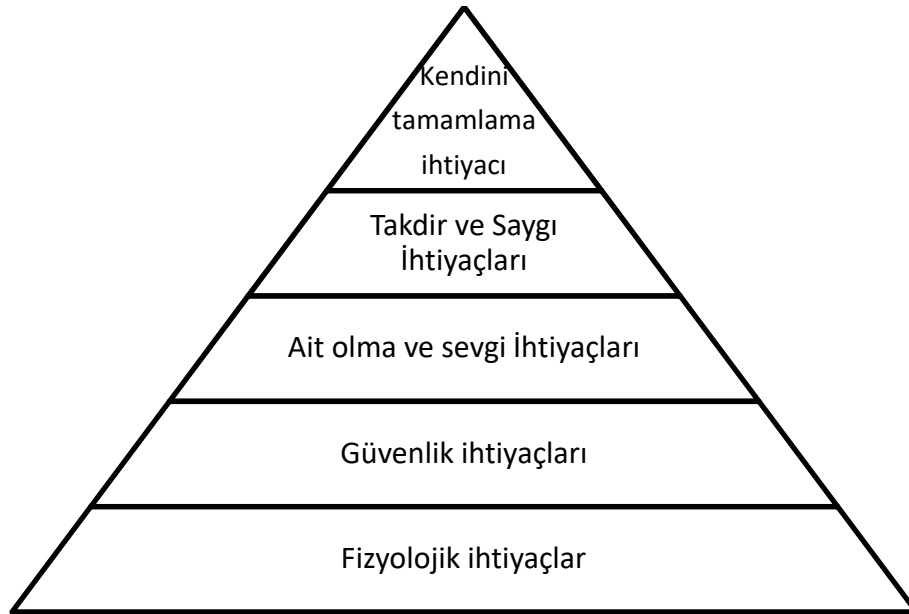 Kendini
tamamlama
ihtiyacı
Takdir ve Saygı
İhtiyaçları
Ait olma ve sevgi İhtiyaçları
Güvenlik ihtiyaçları
Fizyolojik ihtiyaçlar